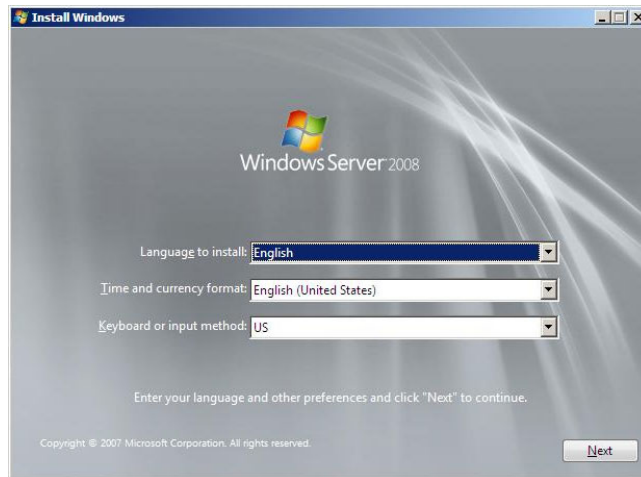 Install Windows
Windows Server 2008
Language to install: English
Time and currency format: English (United States)
Keyboard or input method: US
Enter your language and other preferences and click "Next" to continue.
Copyright © 2007 Microsoft Corporation. All rights reserved.
Next